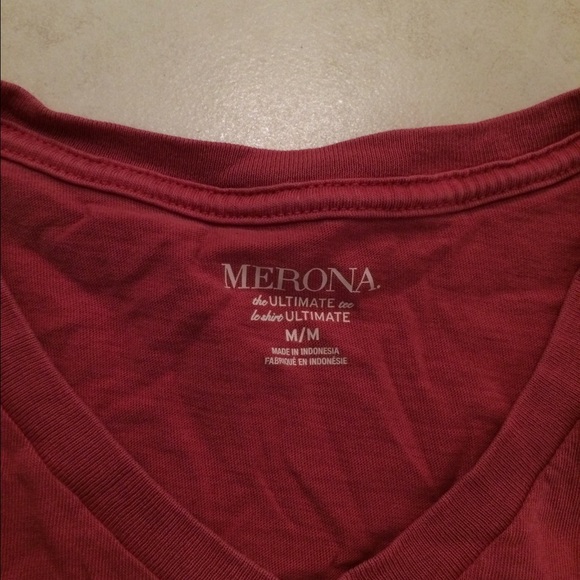 MERONA.
the ULTIMATE tee
le shirt ULTIMATE
M/M
MADE IN INDONESIA
FABRIQUÉ EN INDONÉSIE